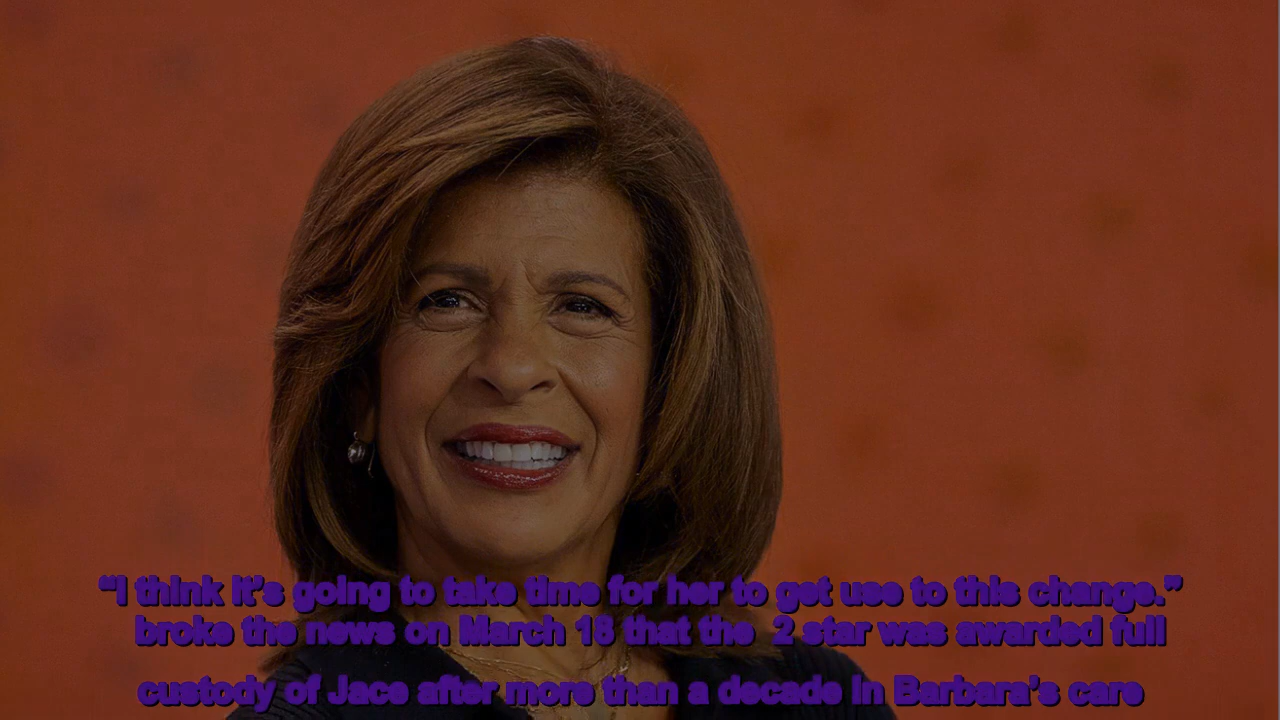 “I think it’s going to take time for her to get use to this change.”
broke the news on March 18 that the 2 star was awarded full
custody of Jace after more than a decade in Barbara’s care